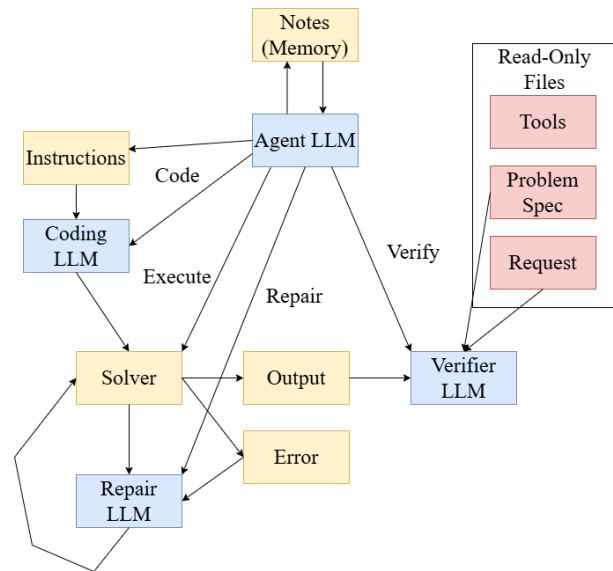 Notes
(Memory)
Read-Only
Files
Tools
Agent LLM
Instructions
Code
Problem
Spec
Coding
LLM
Verify
Request
Execute
Repair
Solver
Output
Verifier
LLM
Error
Repair
LLM